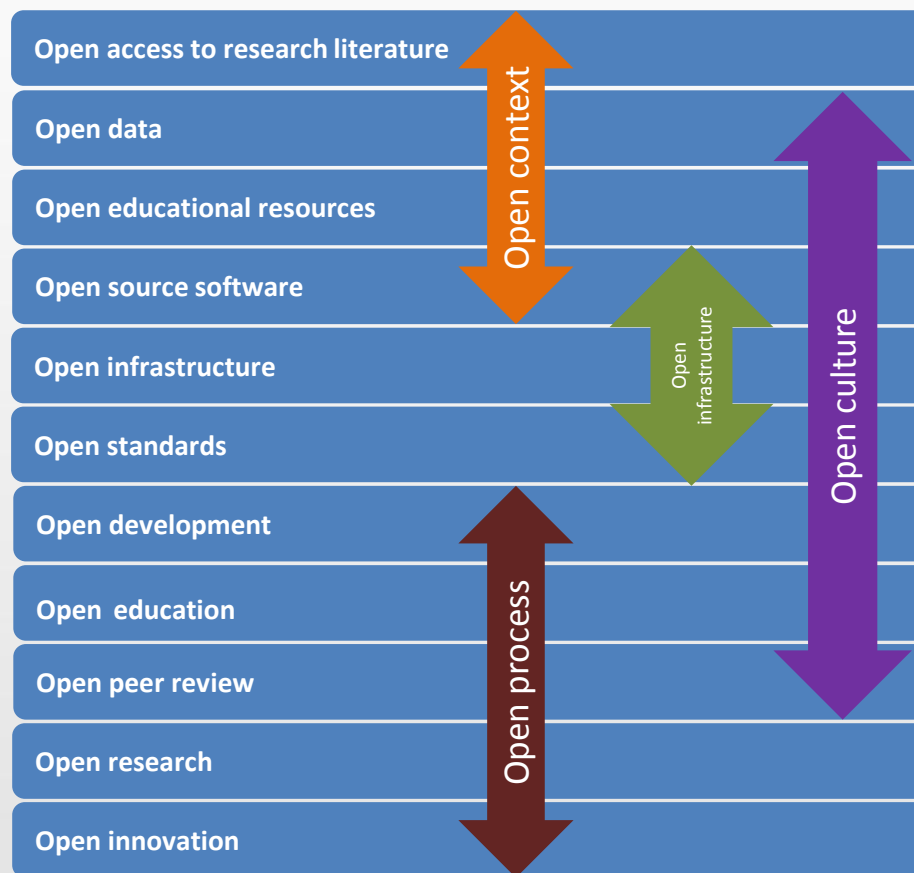 Open access to research literature
Open data
Open educational resources
Open source software
Open infrastructure
Open standards
Open development
Open  education
Open peer review
Open research
Open innovation
Open context
Open
infrastructure
Open culture
Open process